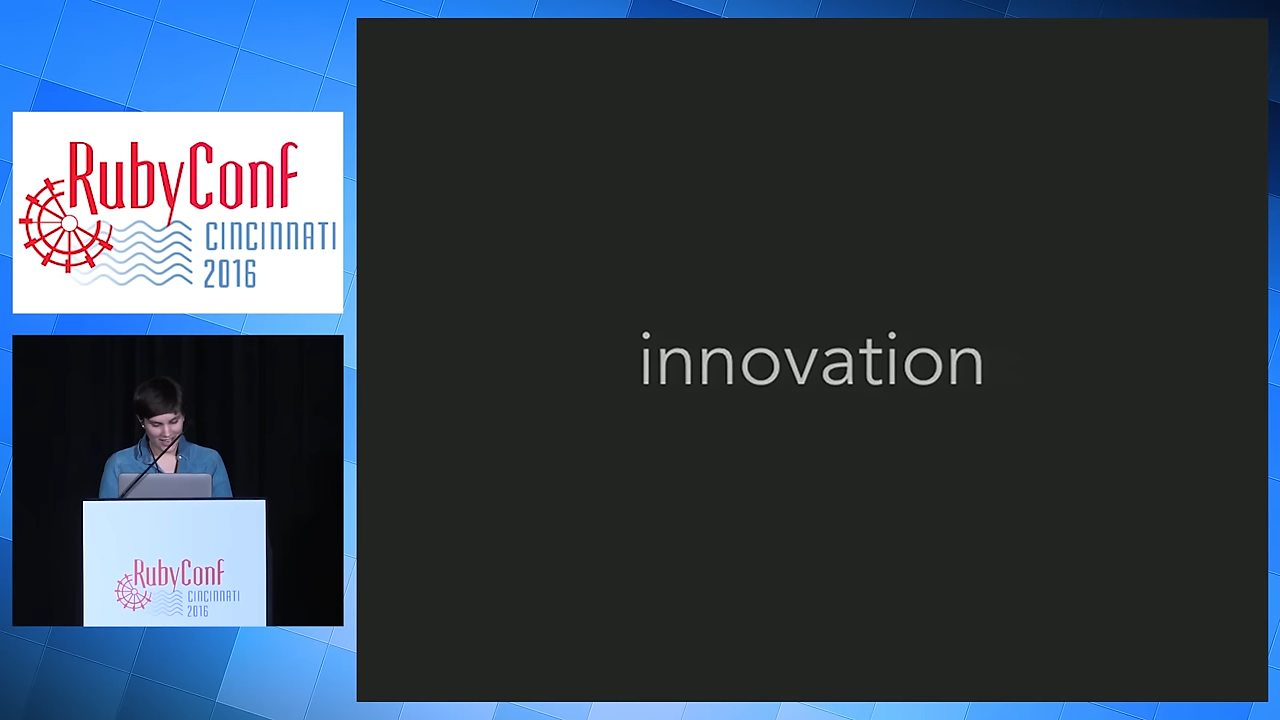 RubyConf
CINCINNATI
2016
innovation
RubyConf
CINCINNATI
2016